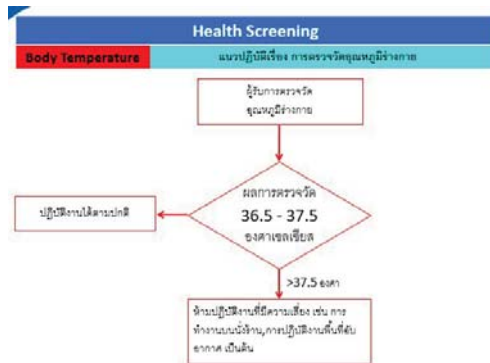 Health Screening
Body Temperature
แนวปฏิบัติเรื่อง การตรวจวัดอุณหภูมิร่างกาย
ผู้รับการตรวจวัด
อุณหภูมิร่างกาย
ผลการตรวจวัด
36.5 - 37.5
องศาเซลเซียส
ปฏิบัติงานได้ตามปกติ
>37.5 องศา
ห้ามปฏิบัติงานที่มีความเสี่ยง เช่น การ
ทำงานบนนั่งร้าน,การปฏิบัติงานพื้นที่อับ
อากาศ เป็นต้น